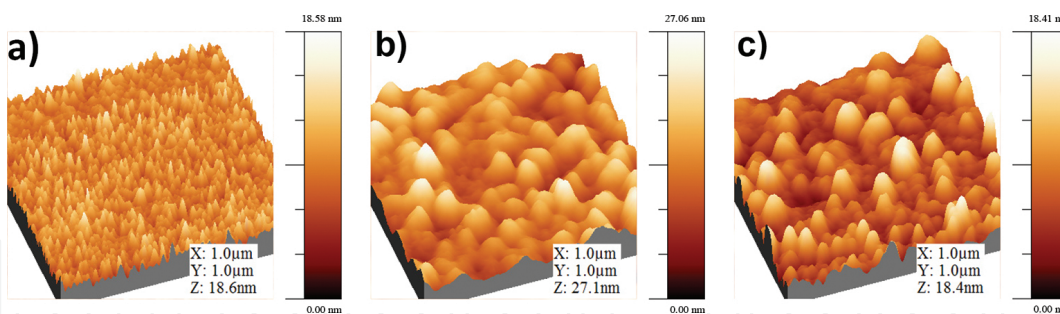 a)
18.58 nm
0.00 nm
X: 1.0µm
Y: 1.0µm
Z: 18.6nm
b)
27.06 nm
0.00 nm
X: 1.0µm
Y: 1.0µm
Z: 27.1nm
c)
18.41 nm
0.00 nm
X: 1.0µm
Y: 1.0µm
Z: 18.4nm